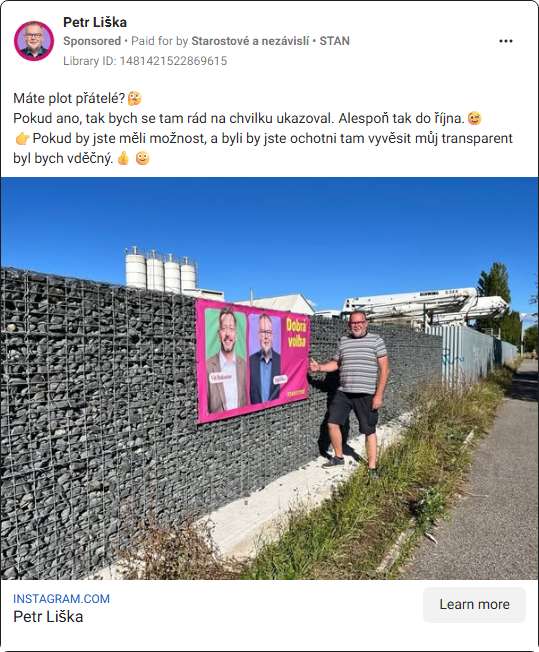 Petr Liška
Sponsored • Paid for by Starostové a nezávislí • STAN
Library ID: 1481421522869615
Máte plot přátelé?🤔
Pokud ano, tak bych se tam rád na chvilku ukazoval. Alespoň tak do října.😉
👉Pokud by jste měli možnost, a byli by jste ochotni tam vyvěsit můj transparent
byl bych vděčný.👍 😉
Dobrá
volba
INSTAGRAM.COM
Petr Liška
Learn more